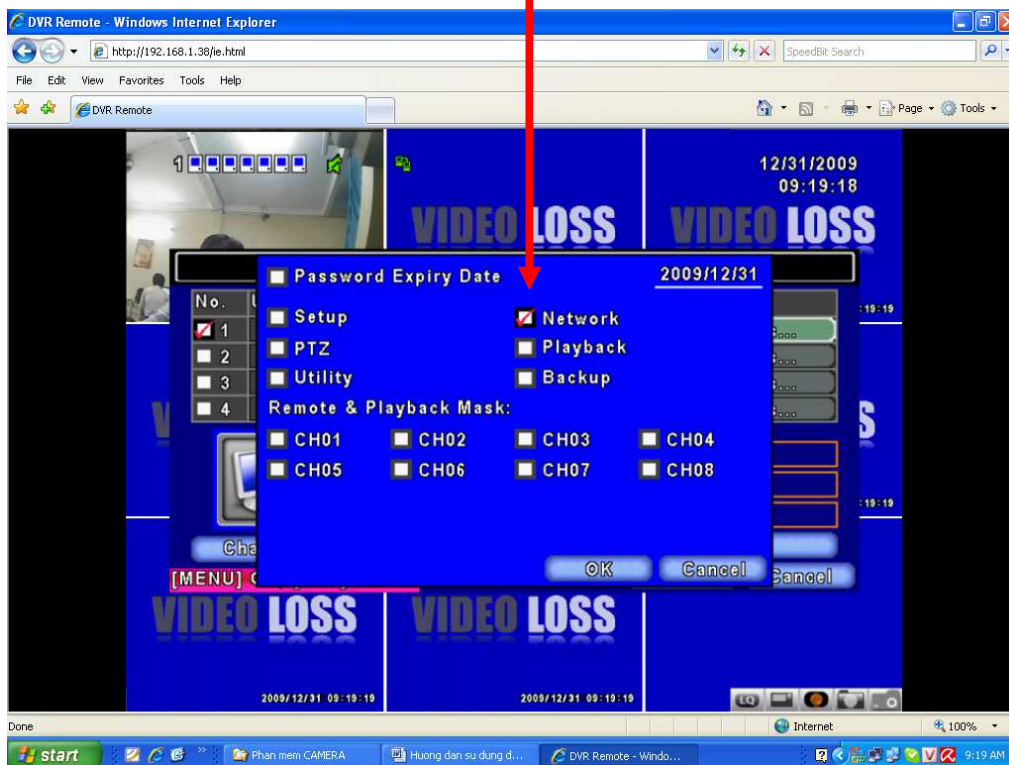 DVR Remote - Windows Internet Explorer
http://192.168.1.38/ie.html
SpeedBit Search
File Edit View Favorites Tools Help
DVR Remote
Page Tools
1
12/31/2009
09:19:18
VIDEO LOSS VIDEO LOSS
Password Expiry Date 2009/12/31
No.
Setup Network
1
PTZ Playback
2
Utility Backup
3
4
Remote & Playback Mask:
CH01 CH02 CH03 CH04
CH05 CH06 CH07 CH08
:19:19
:19:19
OK Cancel
Cha
Cancel
[MENU]
VIDEO LOSS VIDEO LOSS
2009/12/31 09:19:19 2009/12/31 09:19:19
LQ
Done Internet 100%
start Phan mem CAMERA Huong dan su dung d... DVR Remote - Windo... 9:19 AM